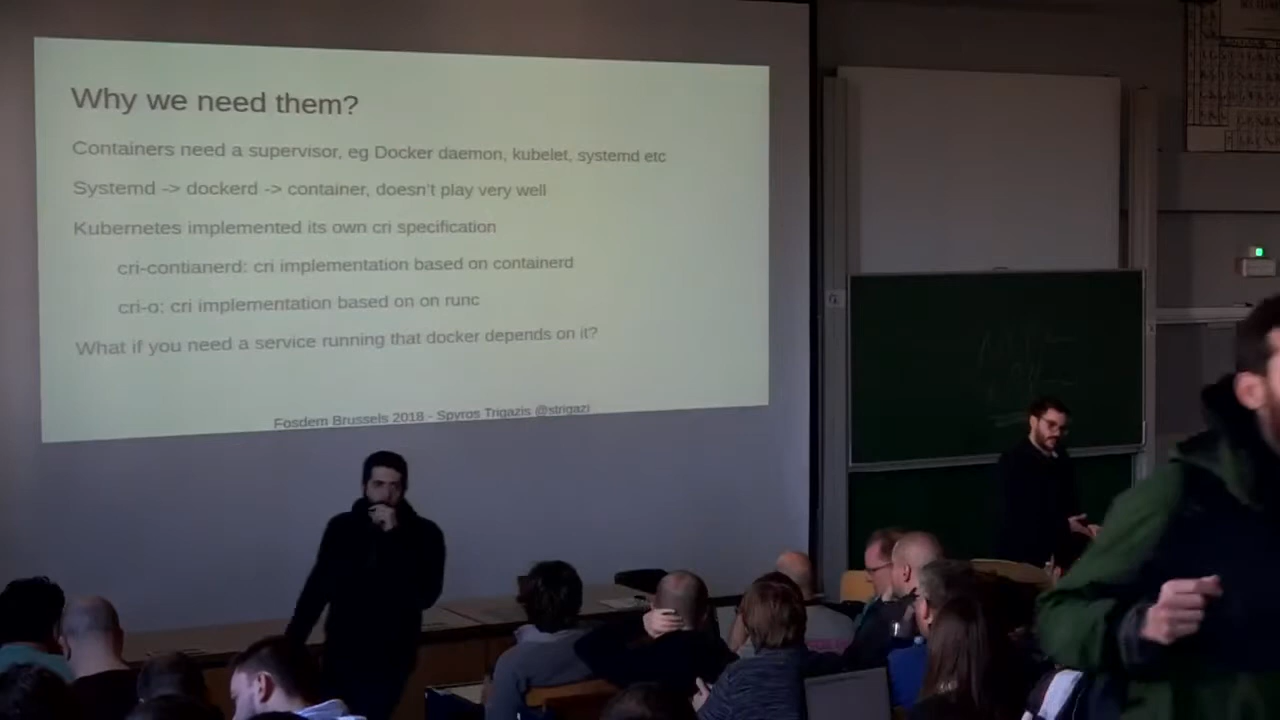 Why we need them?
Containers need a supervisor, eg Docker daemon, kubelet, systemd etc
Systemd -> dockerd -> container, doesn't play very well
Kubernetes implemented its own cri specification
cri-contianerd: cri implementation based on containerd
cri-o: cri implementation based on on runc
What if you need a service running that docker depends on it?
Fosdem Brussels 2018 - Spyros Trigazis @strigazi